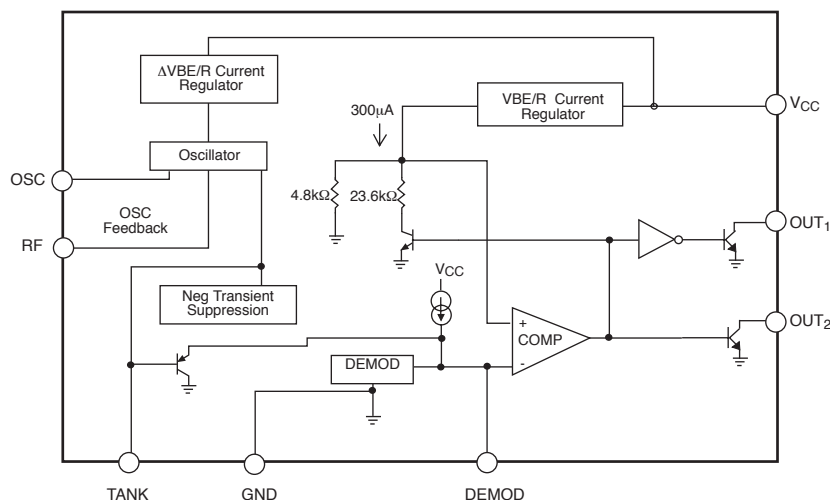 ΔVBE/R Current
Regulator
VBE/R Current
Regulator
VCC
300μA
Oscillator
OSC
4.8kΩ
23.6kΩ
OSC
Feedback
RF
OUT1
VCC
Neg Transient
Suppression
+
COMP
-
OUT2
DEMOD
TANK
GND
DEMOD